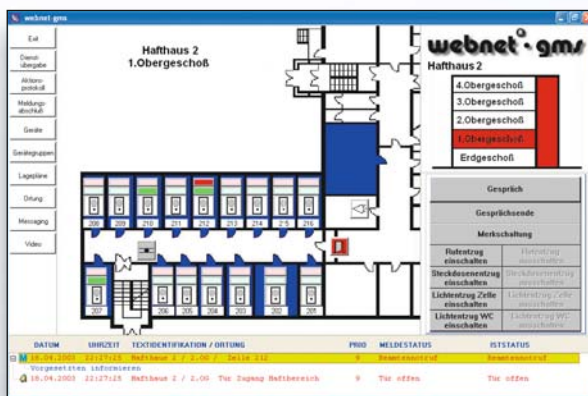 webnet-gms
Exit
Dienst-
übergabe
Aktions-
protokoll
Meldungs-
abschluß
Geräte
Gerätegruppen
Lagepläne
Ortung
Messaging
Video
Hafthaus 2
1.Obergeschoß
208 209 210 211 212 213 214 215 216
207 206 205 204 203 202 201
webnet°-gms
Hafthaus 2
4.Obergeschoß
3.Obergeschoß
2.Obergeschoß
1.Obergeschoß
Erdgeschoß
Gespräch
Gesprächsende
Merkschaltung
Rufentzug
einschalten
Rufentzug
ausschalten
Steckdosenentzug
einschalten
Steckdosenentzug
ausschalten
Lichtentzug Zelle
einschalten
Lichtentzug Zelle
ausschalten
Lichtentzug WC
einschalten
Lichtentzug WC
ausschalten
DATUM UHRZEIT TEXTIDENTIFIKATION / ORTUNG PRIO MELDESTATUS ISTSTATUS
18.04.2003 22:27:25 Hafthaus 2 / 2.00 / Zelle 212 9 Beamtennotruf Beamtennotruf
Vorgesetzten informieren
18.04.2003 22:27:25 Hafthaus 2 / 2.00 Tür Zugang Haftbereich 9 Tür offen Tür offen